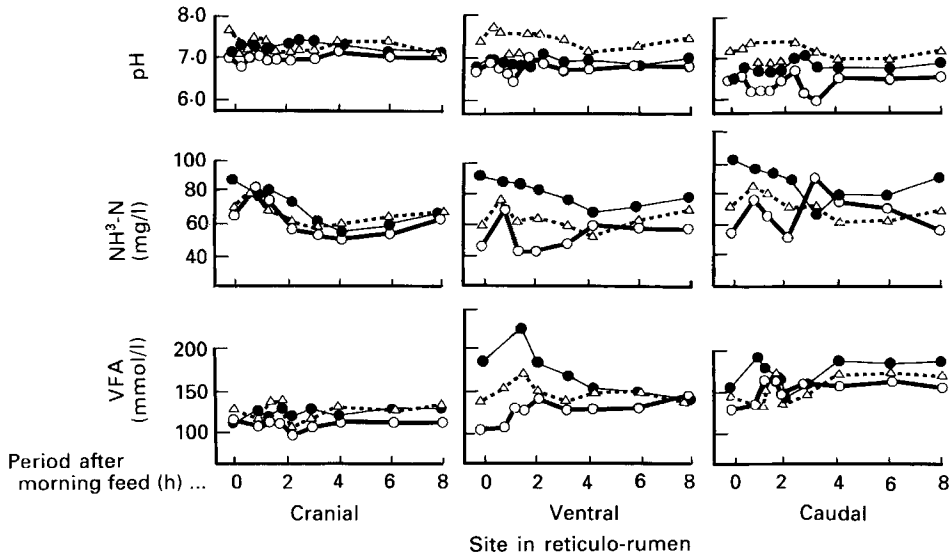 8·0
7·0
6·0
pH
100
80
60
40
NH³-N
(mg/l)
200
150
100
VFA
(mmol/l)
Period after
morning feed (h) ...
0 2 4 6 8
0 2 4 6 8
0 2 4 6 8
Cranial
Ventral
Caudal
Site in reticulo-rumen